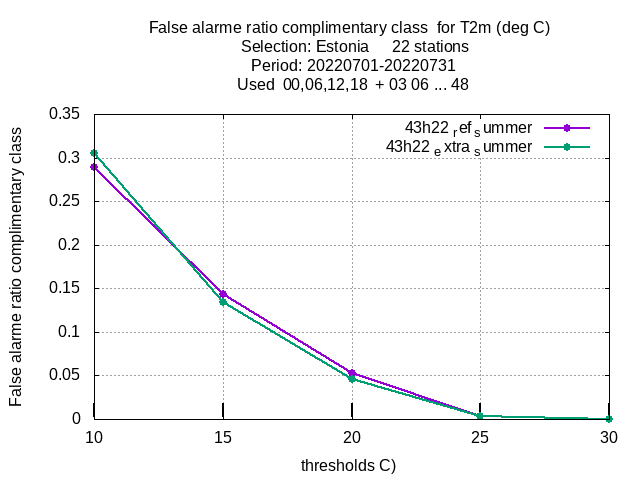 False alarme ratio complimentary class for T2m (deg C)
Selection: Estonia 22 stations
Period: 20220701-20220731
Used 00,06,12,18 + 03 06 ... 48
0.35
0.3
0.25
0.2
0.15
0.1
0.05
0
False alarme ratio complimentary class
43h22 ref summer
43h22 extra summer
10 15 20 25 30
thresholds C)